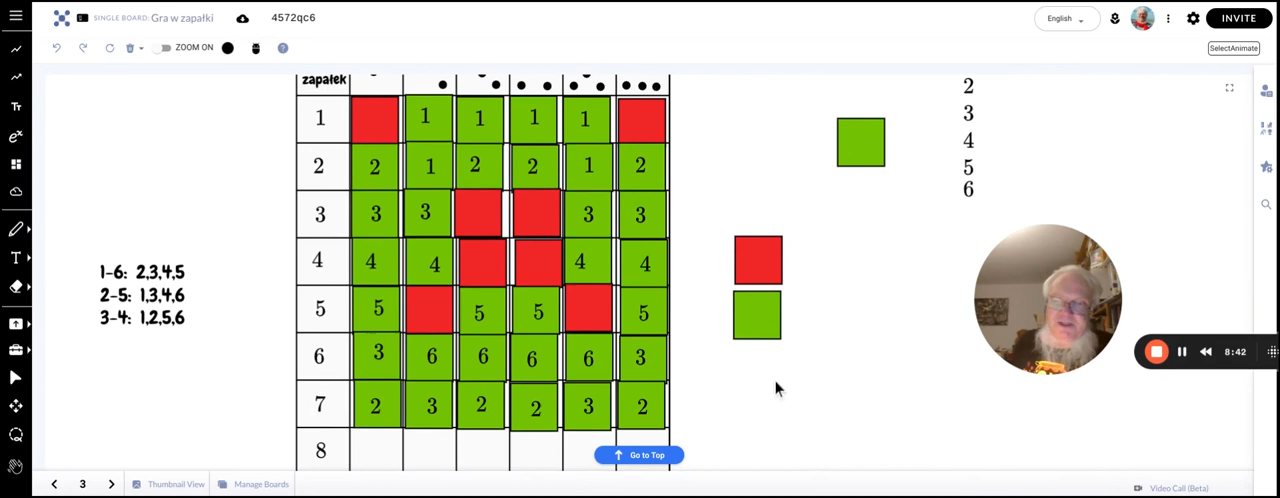 SINGLE BOARD: Gra w zapałki
4572qc6
English
INVITE
ZOOM ON
SelectAnimate
zapałek
1 1 1 1 1
2 2 1 2 2 1 2
3 3 3 3 3
4 4 4 4 4
5 5 5 5 5
6 3 6 6 6 6 3
7 2 3 2 2 3 2
8
1-6: 2,3,4,5
2-5: 1,3,4,6
3-4: 1,2,5,6
2
3
4
5
6
8:42
Go to Top
3
Thumbnail View
Manage Boards
Video Call (Beta)